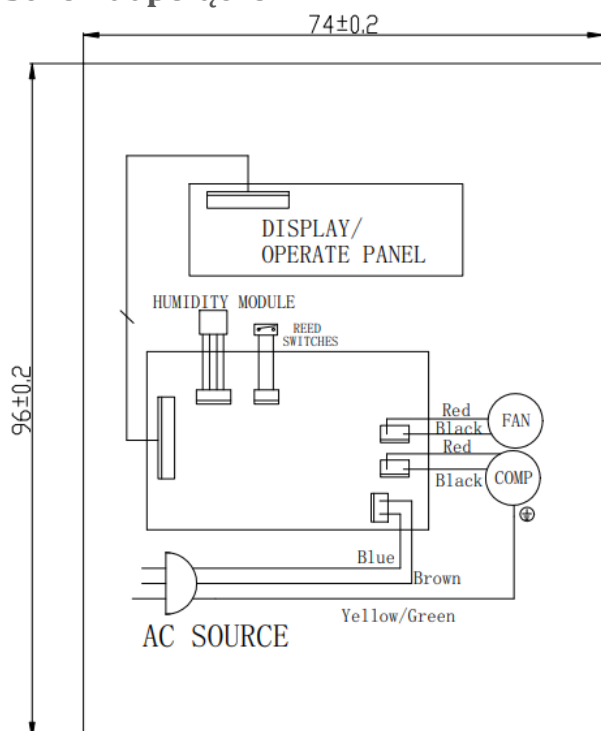 74±0.2
96±0.2
DISPLAY/
OPERATE PANEL
HUMIDITY MODULE
REED
SWITCHES
Red
Black
FAN
Red
Black
COMP
Blue
Brown
Yellow/Green
AC SOURCE